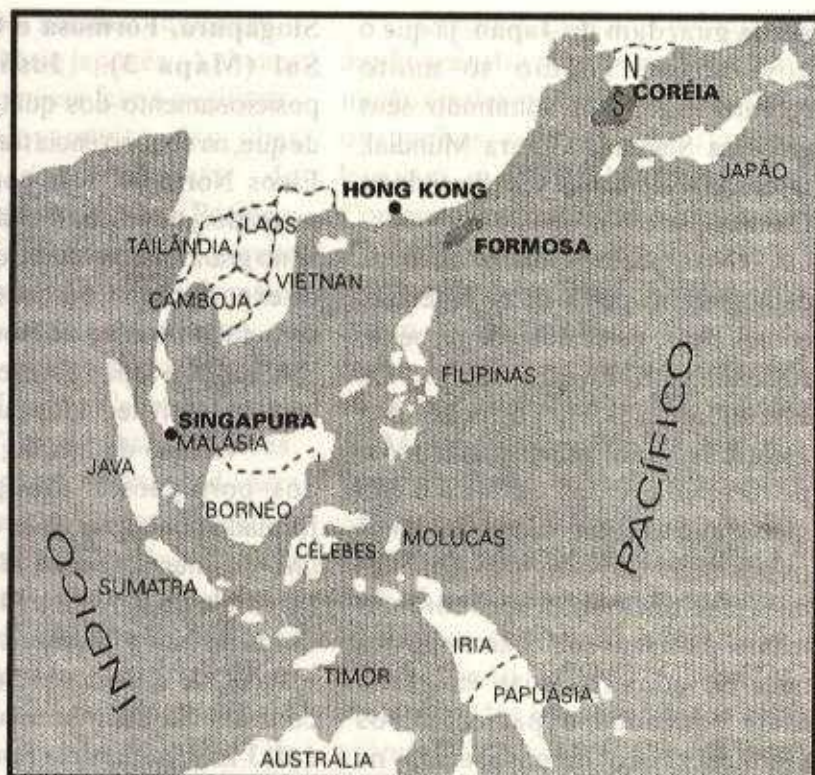 N
S
CORÉIA
JAPÃO
HONG KONG
LAOS
TAILÂNDIA
FORMOSA
VIETNAN
CAMBOJA
FILIPINAS
PACÍFICO
SINGAPURA
MALÁSIA
JAVA
BORNÉO
MOLUCAS
CÉLEBES
SUMATRA
ÍNDICO
IRIA
TIMOR
PAPUÁSIA
AUSTRÁLIA